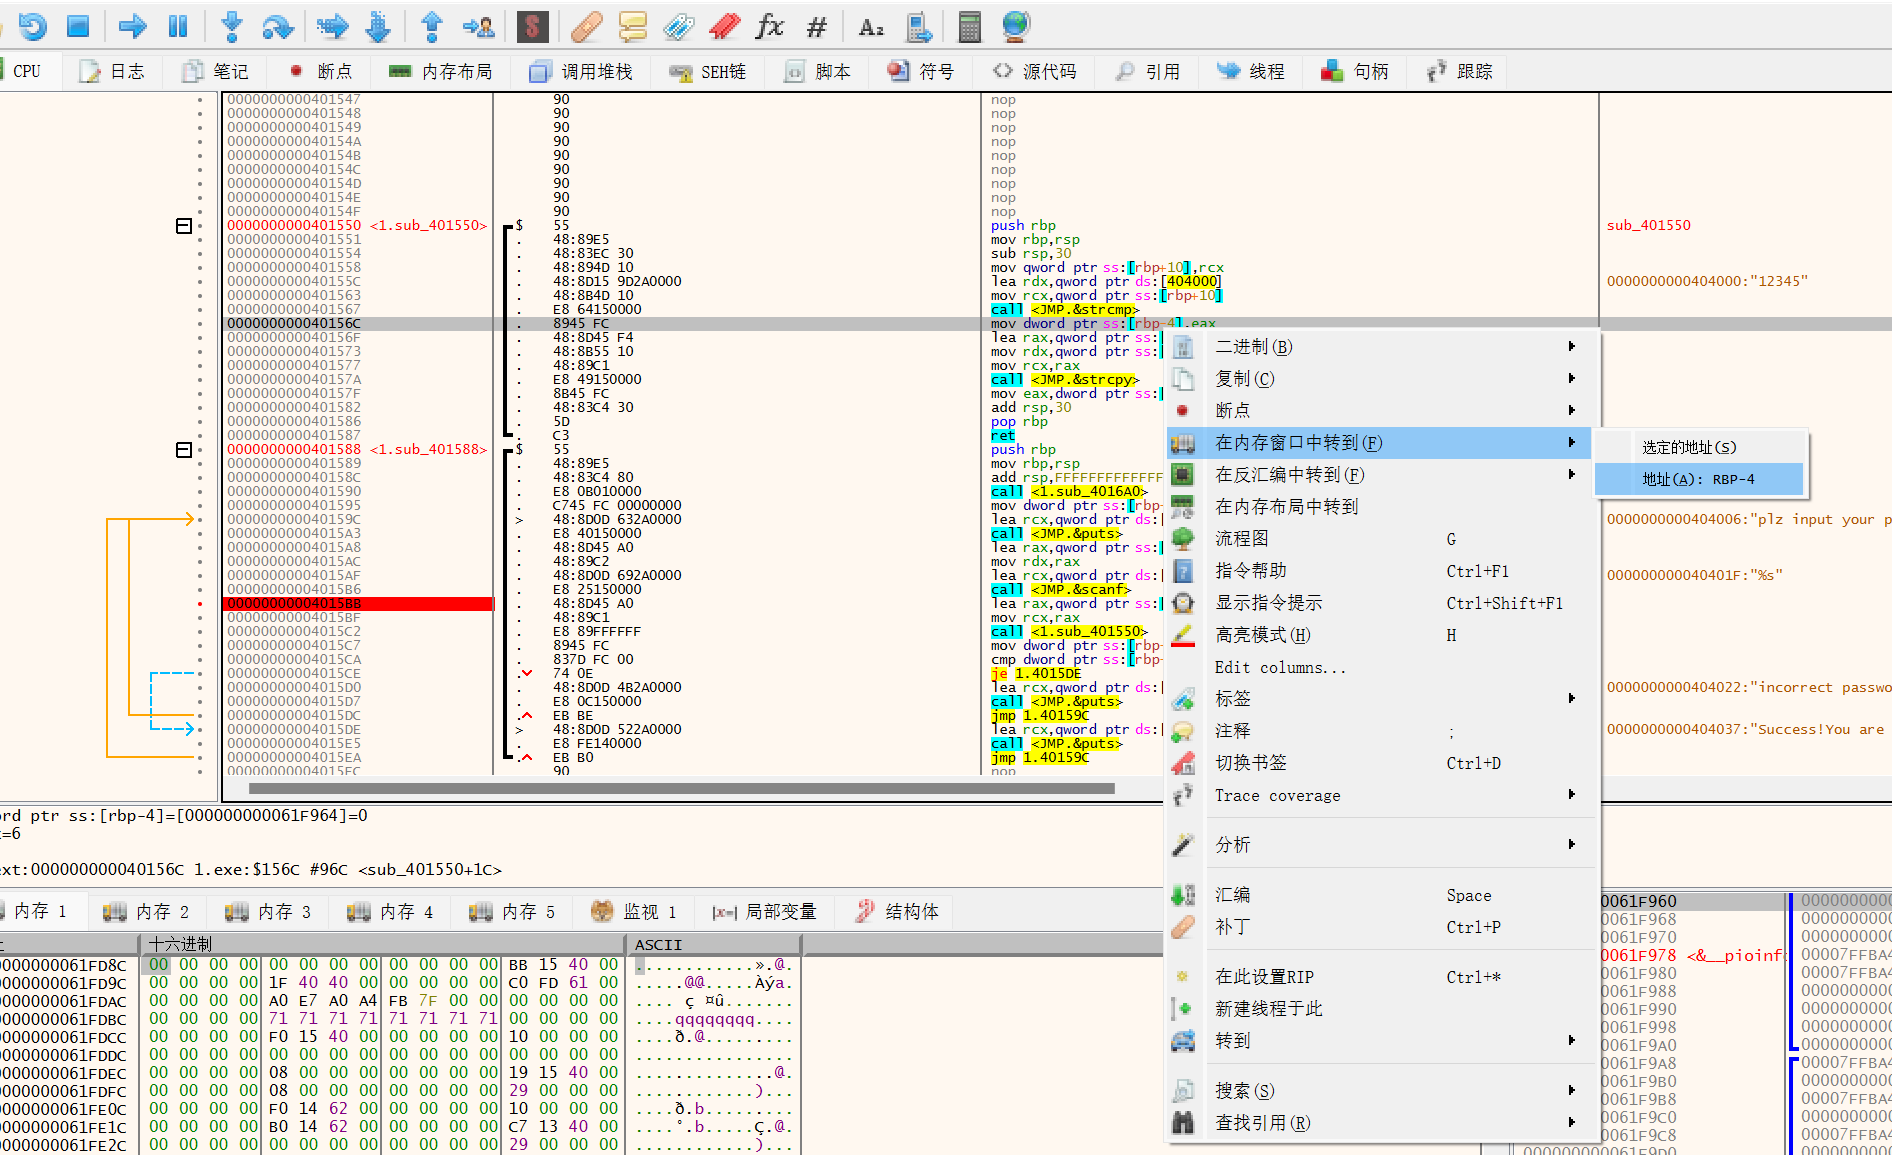 CPU 日志 笔记 断点 内存布局 调用堆栈 SEH链 脚本 符号 源代码 引用 线程 句柄 跟踪
0000000000401547 90 nop
0000000000401548 90 nop
0000000000401549 90 nop
000000000040154A 90 nop
000000000040154B 90 nop
000000000040154C 90 nop
000000000040154D 90 nop
000000000040154E 90 nop
000000000040154F 90 nop
0000000000401550 <1.sub_401550> $ 55 push rbp sub_401550
0000000000401551 . 48:89E5 mov rbp,rsp
0000000000401554 . 48:83EC 30 sub rsp,30
0000000000401558 . 48:894D 10 mov qword ptr ss:[rbp+10],rcx
000000000040155C . 48:8D15 9D2A0000 lea rdx,qword ptr ds:[404000] 0000000000404000:"12345"
0000000000401563 . 48:8B4D 10 mov rcx,qword ptr ss:[rbp+10]
0000000000401567 . E8 64150000 call <JMP.&strcmp>
000000000040156C . 8945 FC mov dword ptr ss:[rbp-4],eax
000000000040156F . 48:8D45 F4 lea rax,qword ptr ss:[
0000000000401573 . 48:8B55 10 mov rdx,qword ptr ss:[
0000000000401577 . 48:89C1 mov rcx,rax
000000000040157A . E8 49150000 call <JMP.&strcpy>
000000000040157F . 8B45 FC mov eax,dword ptr ss:[
0000000000401582 . 48:83C4 30 add rsp,30
0000000000401586 . 5D pop rbp
0000000000401587 . C3 ret
0000000000401588 <1.sub_401588> $ 55 push rbp
0000000000401589 . 48:89E5 mov rbp,rsp
000000000040158C . 48:83C4 80 add rsp,FFFFFFFFFFFFF
0000000000401590 . E8 0B010000 call <1.sub_4016A0>
0000000000401595 . C745 FC 00000000 mov dword ptr ss:[rbp-
000000000040159C > 48:8D0D 632A0000 lea rcx,qword ptr ds:[ 0000000000404006:"plz input your p
00000000004015A3 . E8 40150000 call <JMP.&puts>
00000000004015A8 . 48:8D45 A0 lea rax,qword ptr ss:[
00000000004015AC . 48:89C2 mov rdx,rax
00000000004015AF . 48:8D0D 692A0000 lea rcx,qword ptr ds:[ 000000000040401F:"%s"
00000000004015B6 . E8 25150000 call <JMP.&scanf>
00000000004015BB . 48:8D45 A0 lea rax,qword ptr ss:[
00000000004015BF . 48:89C1 mov rcx,rax
00000000004015C2 . E8 89FFFFFF call <1.sub_401550>
00000000004015C7 . 8945 FC mov dword ptr ss:[rbp-
00000000004015CA . 837D FC 00 cmp dword ptr ss:[rbp-
00000000004015CE . 74 0E je 1.4015DE
00000000004015D0 . 48:8D0D 4B2A0000 lea rcx,qword ptr ds:[ 0000000000404022:"incorrect passwo
00000000004015D7 . E8 0C150000 call <JMP.&puts>
00000000004015DC . EB BE jmp 1.40159C
00000000004015DE > 48:8D0D 522A0000 lea rcx,qword ptr ds:[ 0000000000404037:"Success!You are
00000000004015E5 . E8 FE140000 call <JMP.&puts>
00000000004015EA . EB B0 jmp 1.40159C
00000000004015EC 90 nop
二进制(B)
复制(C)
断点
在内存窗口中转到(F)
在反汇编中转到(F)
在内存布局中转到
流程图 G
指令帮助 Ctrl+F1
显示指令提示 Ctrl+Shift+F1
高亮模式(H) H
Edit columns...
标签
注释 ;
切换书签 Ctrl+D
Trace coverage
分析
汇编 Space
补丁 Ctrl+P
在此设置RIP Ctrl+*
新建线程于此
转到
搜索(S)
查找引用(R)
选定的地址(S)
地址(A): RBP-4
ord ptr ss:[rbp-4]=[000000000061F964]=0
=6
ext:000000000040156C 1.exe:$156C #96C <sub_401550+1C>
内存 1 内存 2 内存 3 内存 4 内存 5 监视 1 |x=| 局部变量 结构体
十六进制 ASCII
0000000061FD8C 00 00 00 00 00 00 00 00 00 00 00 00 BB 15 40 00 ............».@.
0000000061FD9C 00 00 00 00 1F 40 40 00 00 00 00 00 C0 FD 61 00 .....@@.....Àýa.
0000000061FDAC 00 00 00 00 A0 E7 A0 A4 FB 7F 00 00 00 00 00 00 .... ç ¤û.......
0000000061FDBC 00 00 00 00 71 71 71 71 71 71 71 71 00 00 00 00 ....qqqqqqqq....
0000000061FDCC 00 00 00 00 F0 15 40 00 00 00 00 00 10 00 00 00 ....ð.@.........
0000000061FDDC 00 00 00 00 00 00 00 00 00 00 00 00 00 00 00 00 ................
0000000061FDEC 00 00 00 00 08 00 00 00 00 00 00 00 19 15 40 00 ..............@.
0000000061FDFC 00 00 00 00 08 00 00 00 00 00 00 00 29 00 00 00 ............)...
0000000061FE0C 00 00 00 00 F0 14 62 00 00 00 00 00 10 00 00 00 ....ð.b.........
0000000061FE1C 00 00 00 00 B0 14 62 00 00 00 00 00 C7 13 40 00 ....°.b.....Ç.@.
0000000061FE2C 00 00 00 00 00 00 00 00 00 00 00 00 29 00 00 00 ............)...
0061F960 0000000000
0061F968 0000000000
0061F970 0000000000
0061F978 <&__pioinf 00007FFBA4
0061F980 00007FFBA4
0061F988 0000000000
0061F990 0000000000
0061F998 0000000000
0061F9A0 0000000000
0061F9A8 00007FFBA4
0061F9B0 0000000000
0061F9B8 00007FFBA4
0061F9C0 0000000000
0061F9C8 00007FFBA4
000000000061F9D0 0000000000